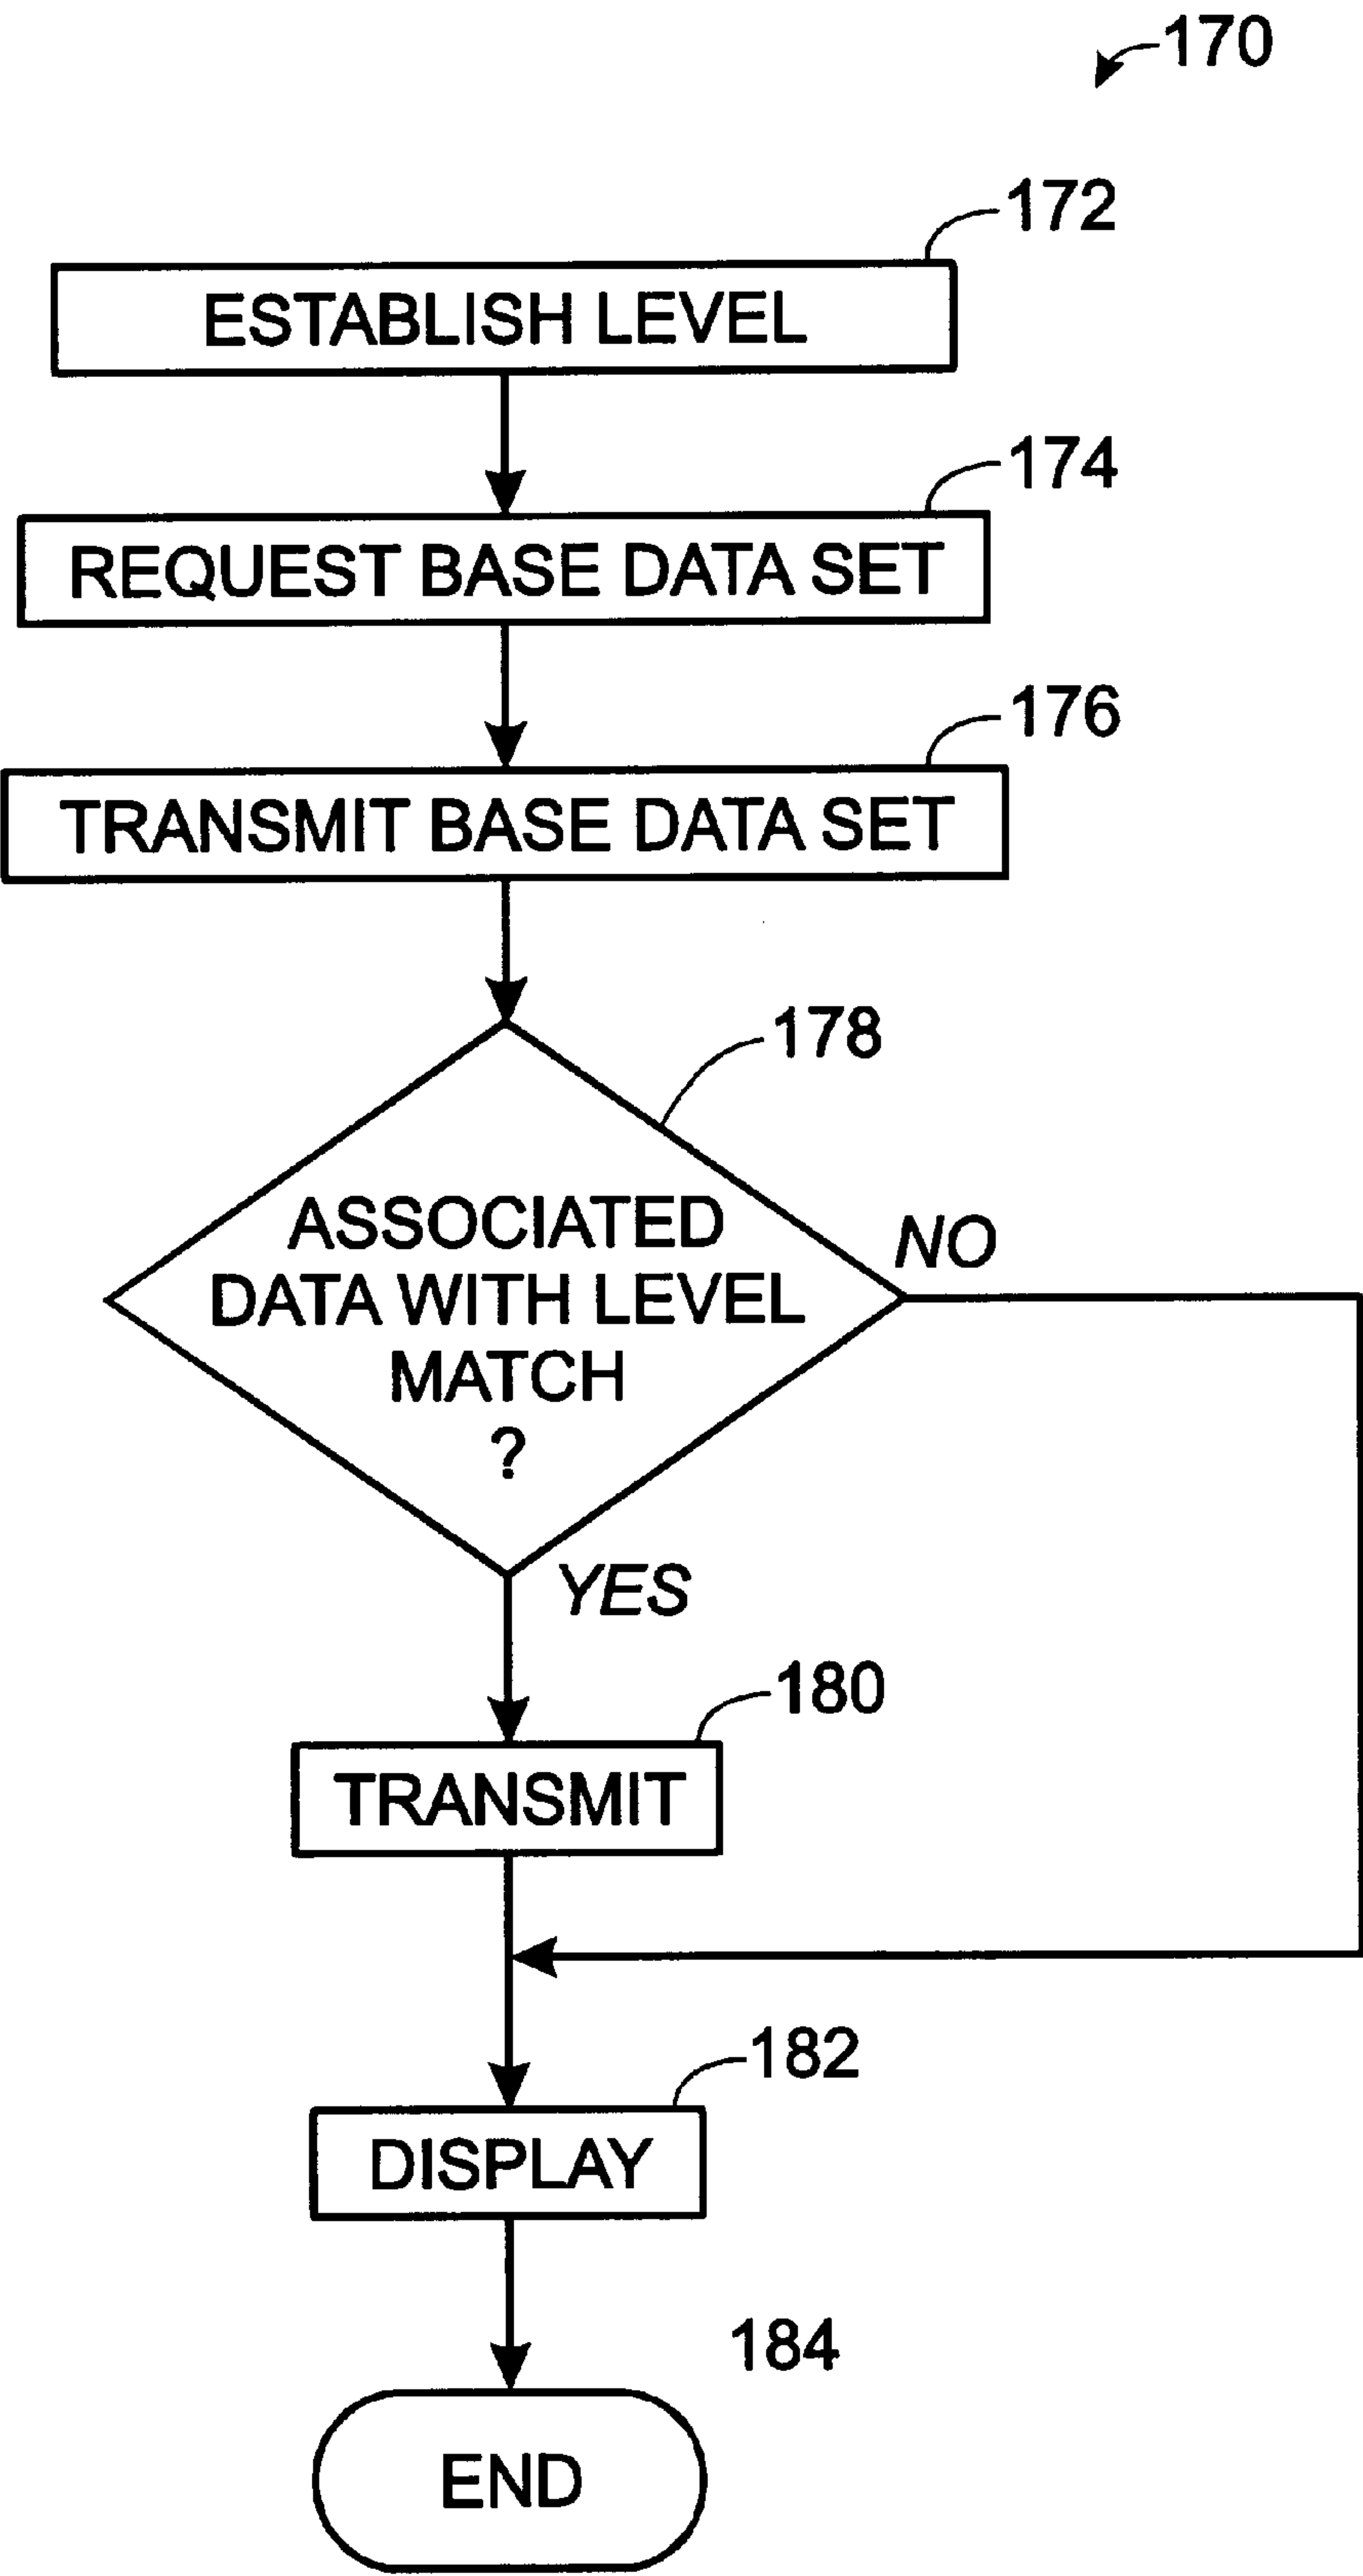 170
172
ESTABLISH LEVEL
174
REQUEST BASE DATA SET
176
TRANSMIT BASE DATA SET
178
ASSOCIATED
DATA WITH LEVEL
MATCH
?
NO
YES
180
TRANSMIT
182
DISPLAY
184
END